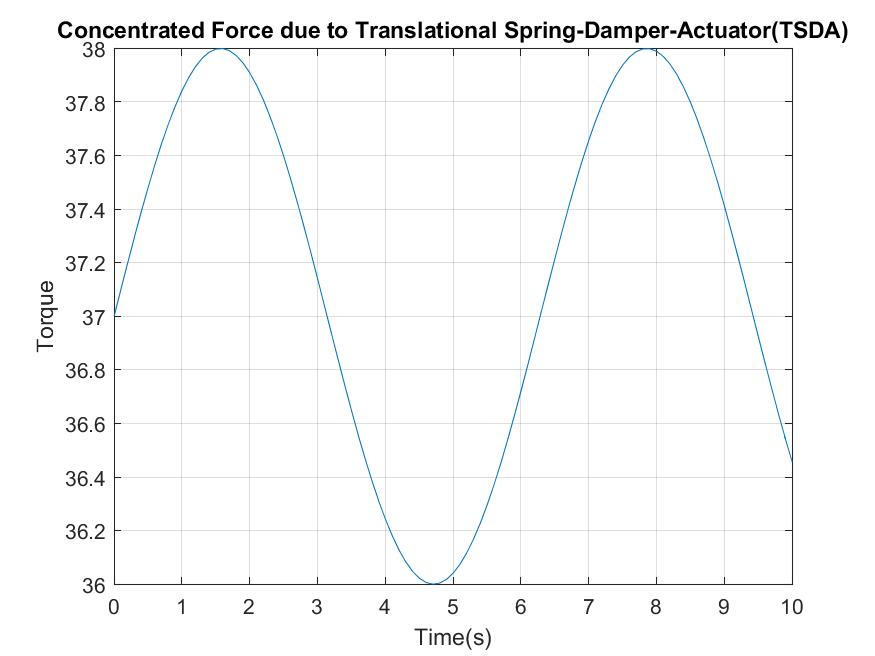 Concentrated Force due to Translational Spring-Damper-Actuator(TSDA)
38
37.8
37.6
37.4
37.2
37
36.8
36.6
36.4
36.2
36
Torque
0 1 2 3 4 5 6 7 8 9 10
Time(s)